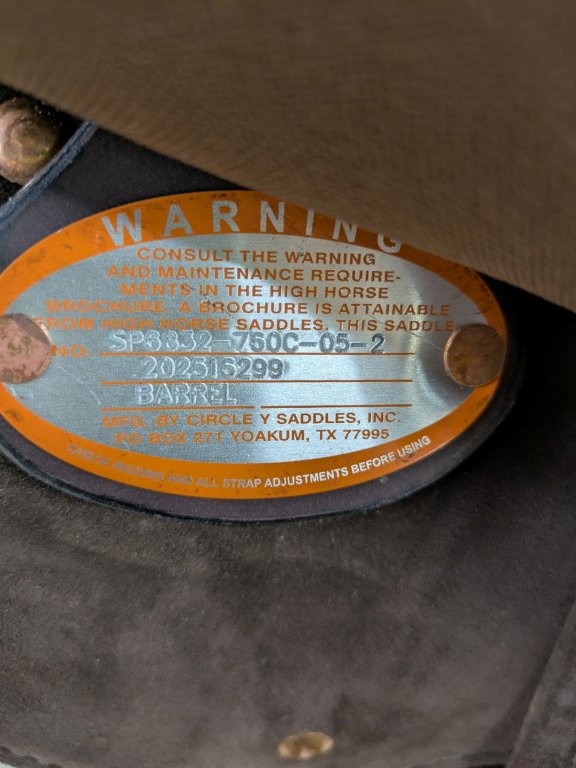 WARNING
CONSULT THE WARNING
AND MAINTENANCE REQUIRE-
MENTS IN THE HIGH HORSE
BROCHURE. A BROCHURE IS ATTAINABLE
FROM HIGH HORSE SADDLES. THIS SADDLE
NO. SP6832-760C-05-2
202516299
BARREL
MFG. BY CIRCLE Y SADDLES, INC.
PO BOX 271 YOAKUM, TX 77995
AND ALL STRAP ADJUSTMENTS BEFORE USING